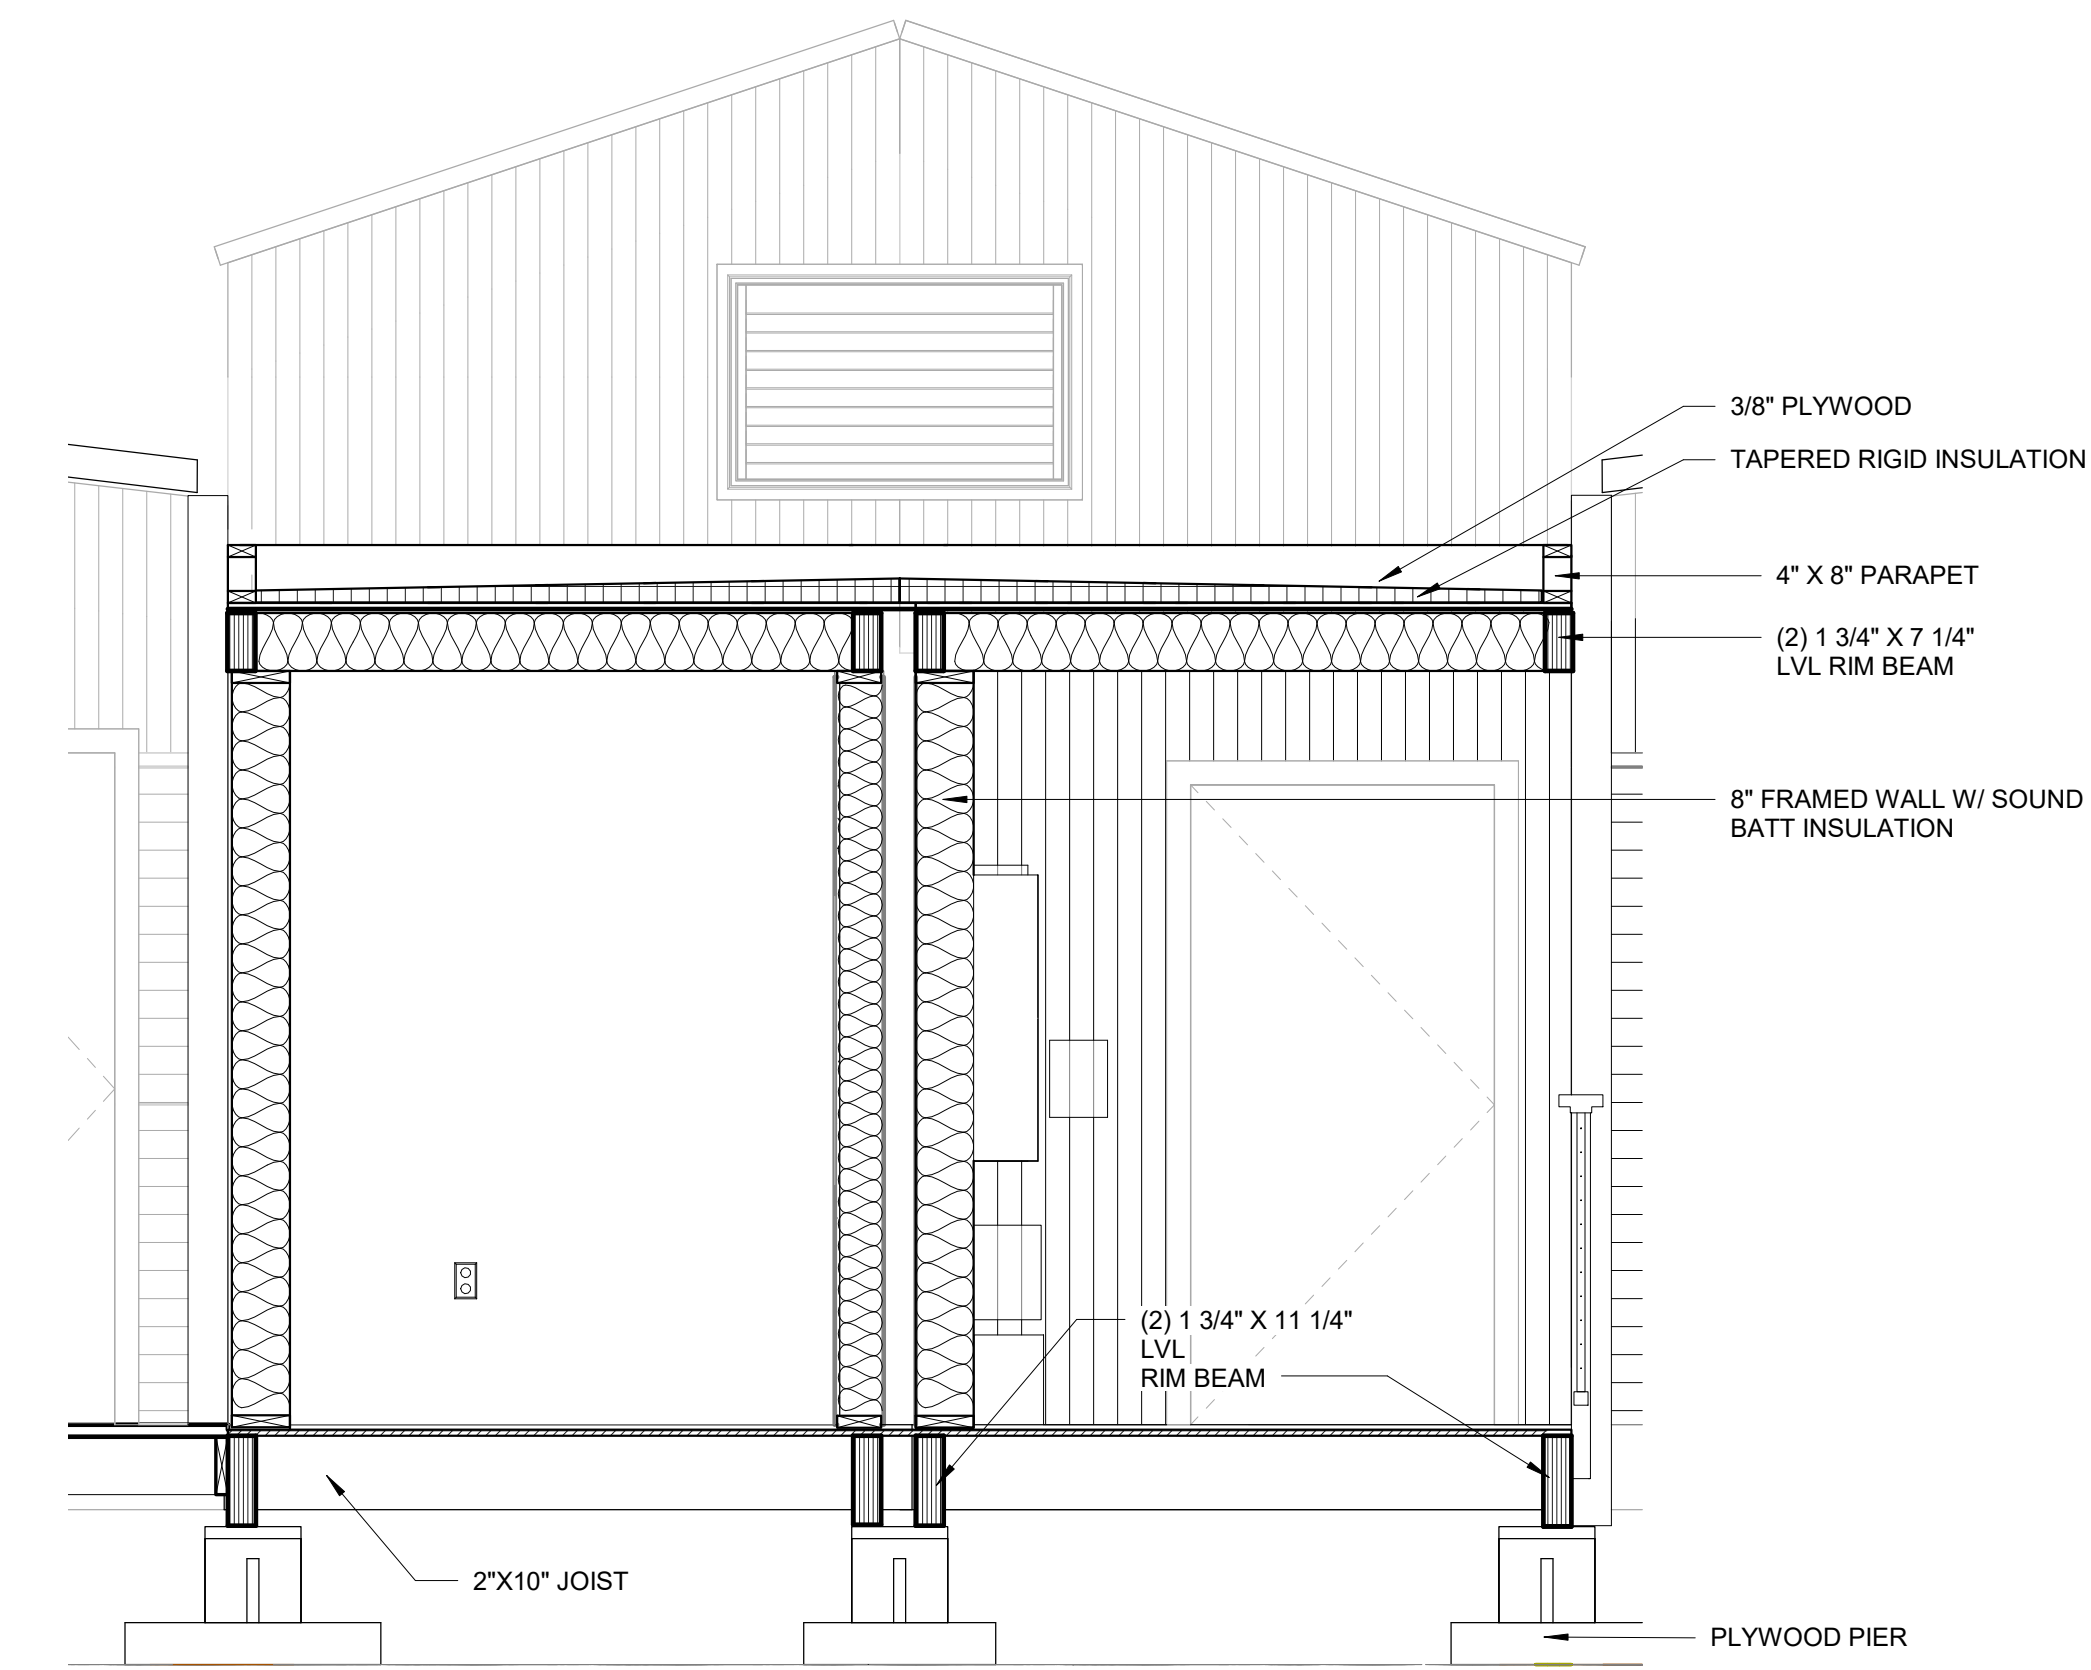 3/8" PLYWOOD
TAPERED RIGID INSULATION
4" X 8" PARAPET
(2) 1 3/4" X 7 1/4"
LVL RIM BEAM
8" FRAMED WALL W/ SOUND
BATT INSULATION
(2) 1 3/4" X 11 1/4"
LVL
RIM BEAM
2"X10" JOIST
PLYWOOD PIER